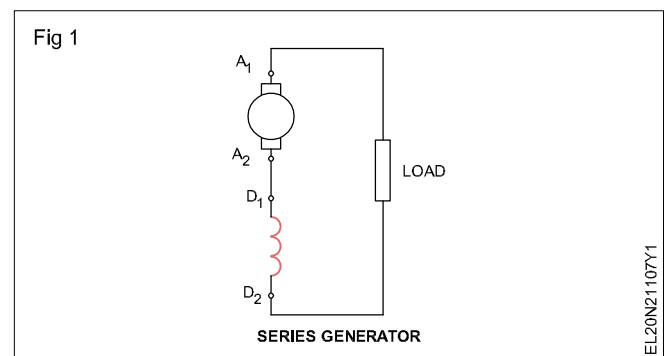 Fig 1
A1
A2
D1
LOAD
D2
SERIES GENERATOR
EL20N21107Y1